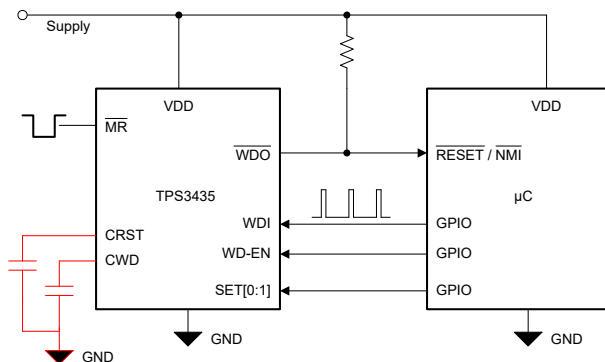 Supply
VDD
VDD
MR
WDO
RESET / NMI
TPS3435
µC
WDI
GPIO
CRST
WD-EN
GPIO
CWD
SET[0:1]
GPIO
GND
GND
GND